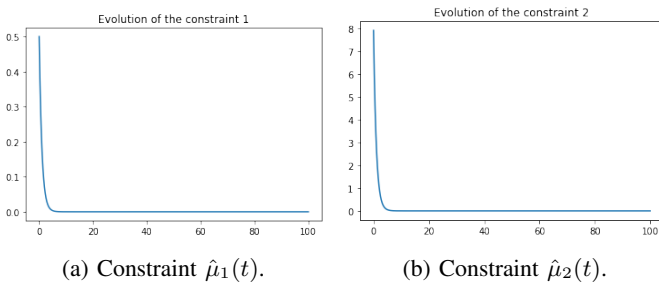 Evolution of the constraint 1
0.5
0.4
0.3
0.2
0.1
0.0
0 20 40 60 80 100
(a) Constraint μ̂₁(t).
Evolution of the constraint 2
8
7
6
5
4
3
2
1
0
0 20 40 60 80 100
(b) Constraint μ̂₂(t).